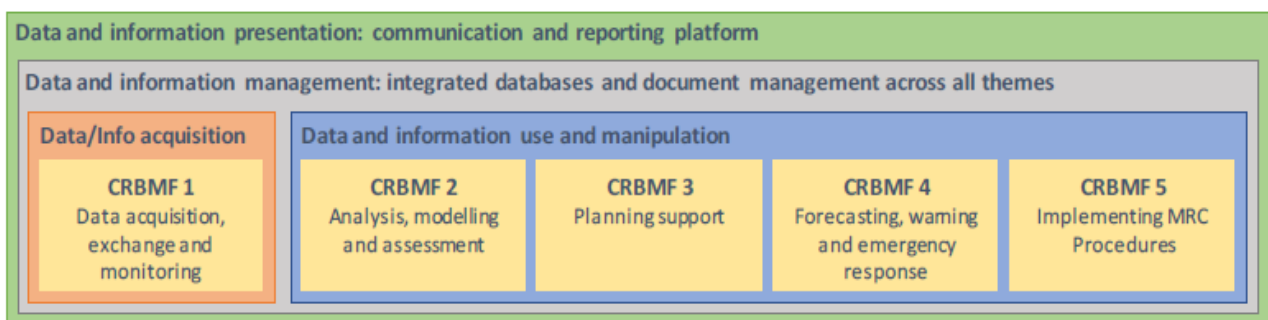 Data and information presentation: communication and reporting platform
Data and information management: integrated databases and document management across all themes
Data/Info acquisition
CRBMF 1
Data acquisition,
exchange and
monitoring
Data and information use and manipulation
CRBMF 2
Analysis, modelling
and assessment
CRBMF 3
Planning support
CRBMF 4
Forecasting, warning
and emergency
response
CRBMF 5
Implementing MRC
Procedures